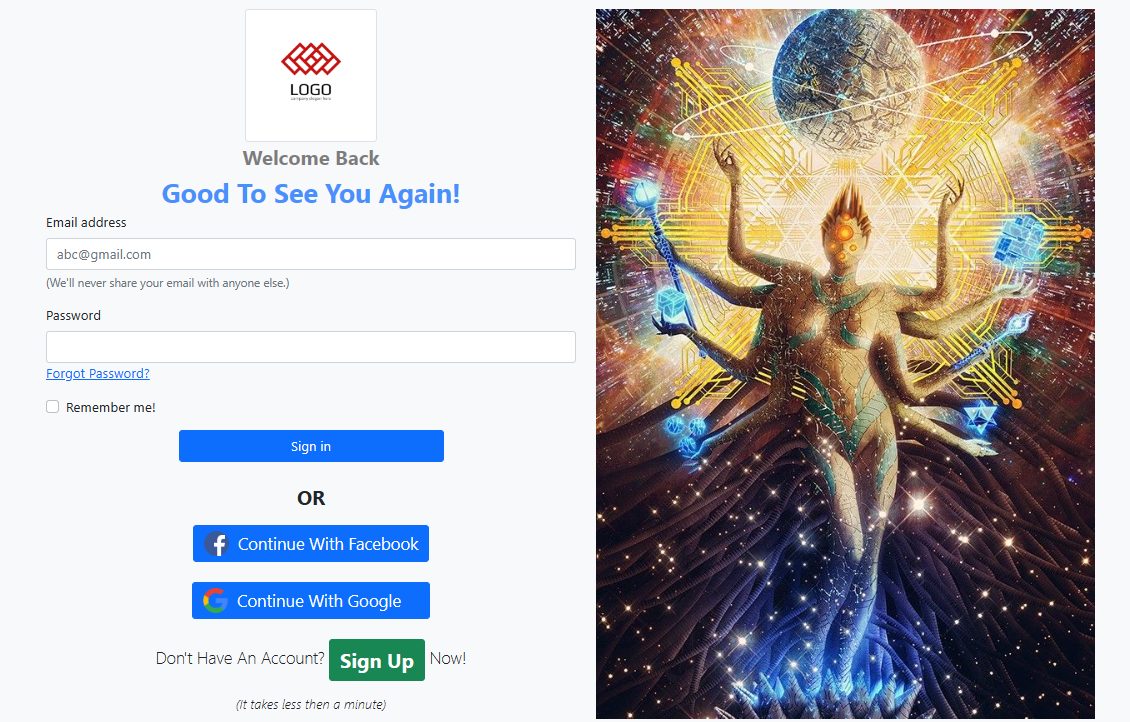 LOGO
company slogan here
Welcome Back
Good To See You Again!
Email address
abc@gmail.com
(We'll never share your email with anyone else.)
Password
Forgot Password?
Remember me!
Sign in
OR
Continue With Facebook
Continue With Google
Don't Have An Account? Sign Up Now!
(It takes less then a minute)